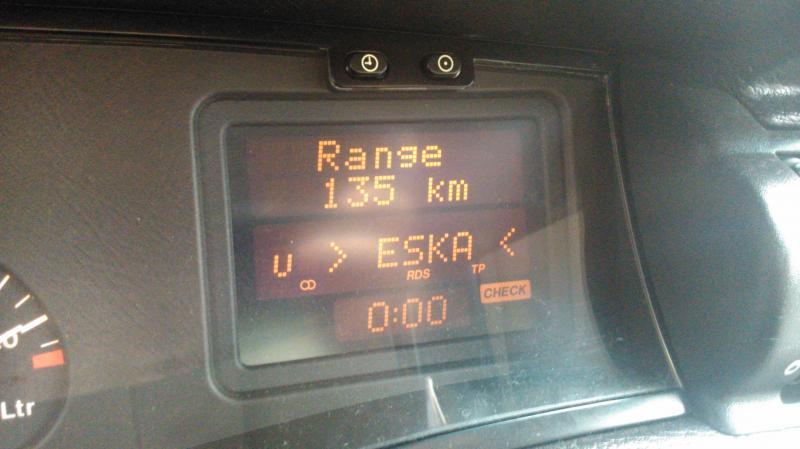 Range
135 km
U > ESKA <
RDS TP
CHECK
0:00
Ltr